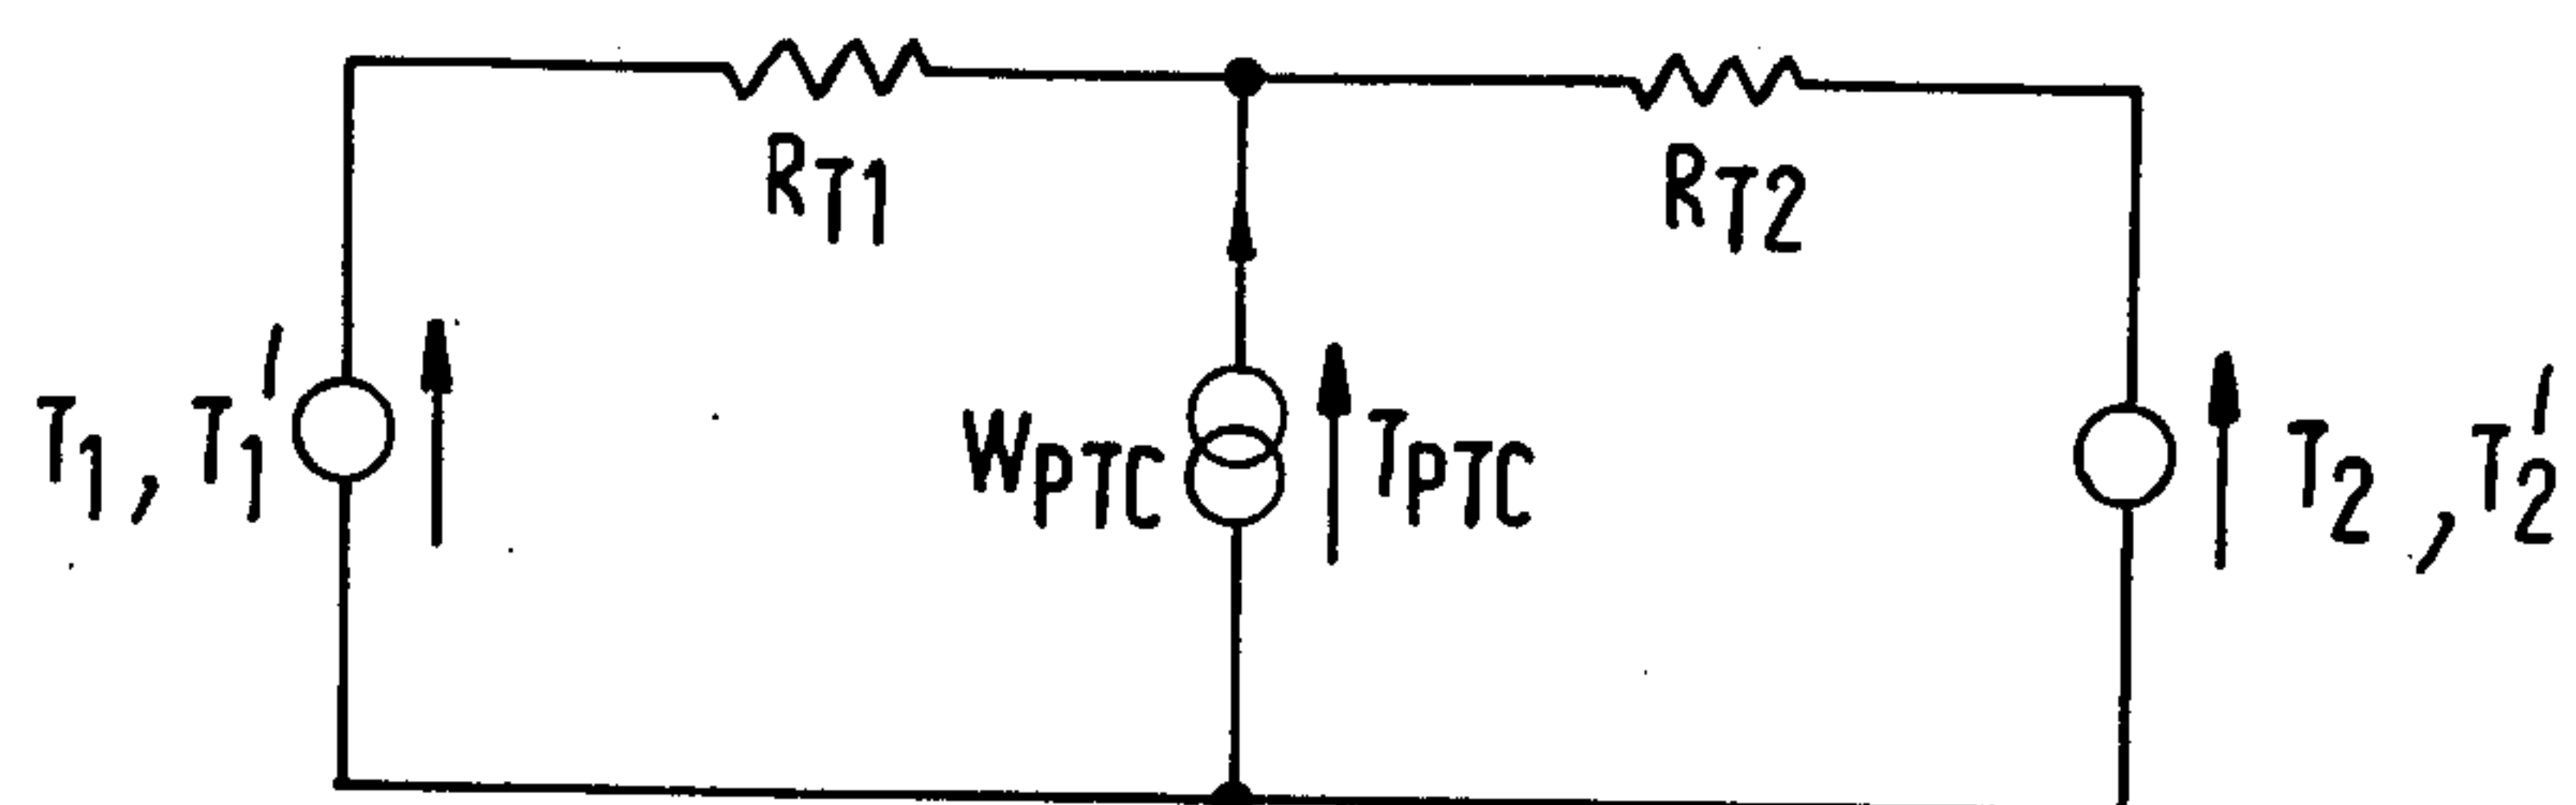 RT1
RT2
T1, T1′
WPTC
TPTC
T2, T2′